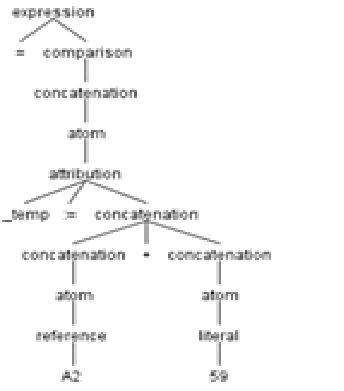 expression
= comparison
concatenation
atom
attribution
_temp := concatenation
concatenation + concatenation
atom atom
reference literal
A2 59